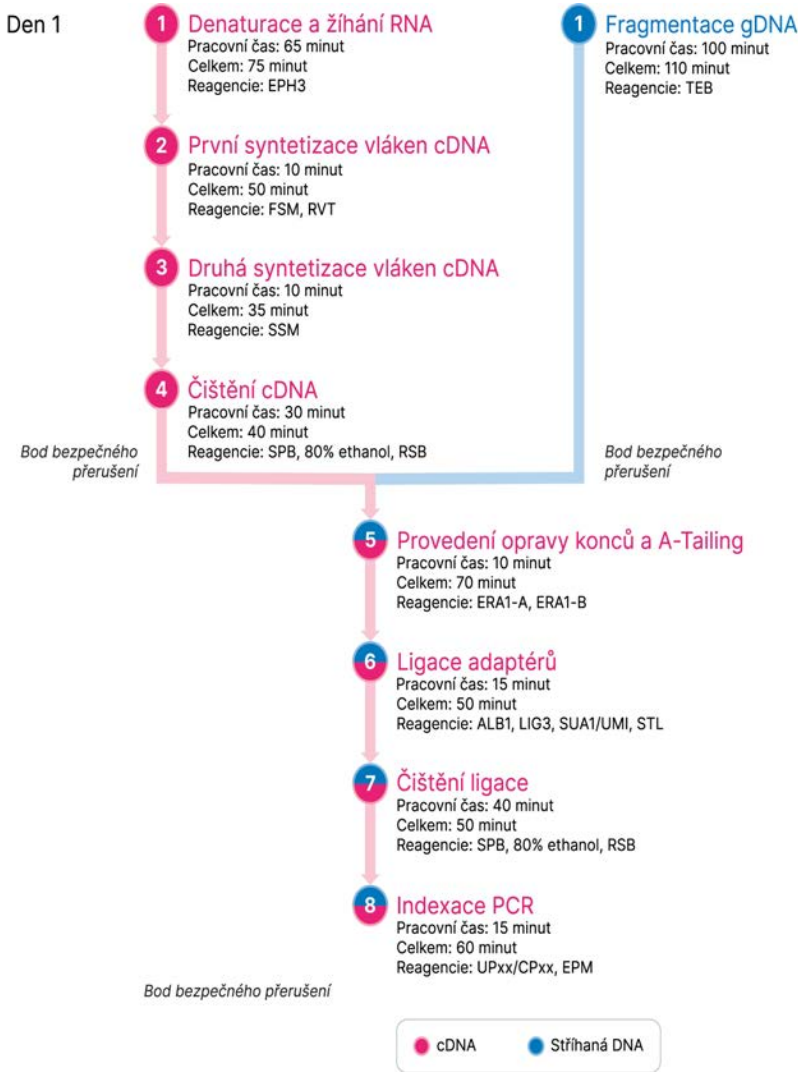 Den 1
1
Denaturace a žíhání RNA
Pracovní čas: 65 minut
Celkem: 75 minut
Reagencie: EPH3
1
Fragmentace gDNA
Pracovní čas: 100 minut
Celkem: 110 minut
Reagencie: TEB
2
První syntetizace vláken cDNA
Pracovní čas: 10 minut
Celkem: 50 minut
Reagencie: FSM, RVT
3
Druhá syntetizace vláken cDNA
Pracovní čas: 10 minut
Celkem: 35 minut
Reagencie: SSM
4
Čištění cDNA
Pracovní čas: 30 minut
Celkem: 40 minut
Reagencie: SPB, 80% ethanol, RSB
Bod bezpečného
přerušení
Bod bezpečného
přerušení
5
Provedení opravy konců a A-Tailing
Pracovní čas: 10 minut
Celkem: 70 minut
Reagencie: ERA1-A, ERA1-B
6
Ligace adaptérů
Pracovní čas: 15 minut
Celkem: 50 minut
Reagencie: ALB1, LIG3, SUA1/UMI, STL
7
Čištění ligace
Pracovní čas: 40 minut
Celkem: 50 minut
Reagencie: SPB, 80% ethanol, RSB
8
Indexace PCR
Pracovní čas: 15 minut
Celkem: 60 minut
Reagencie: UPxx/CPxx, EPM
Bod bezpečného přerušení
cDNA
Stříhaná DNA